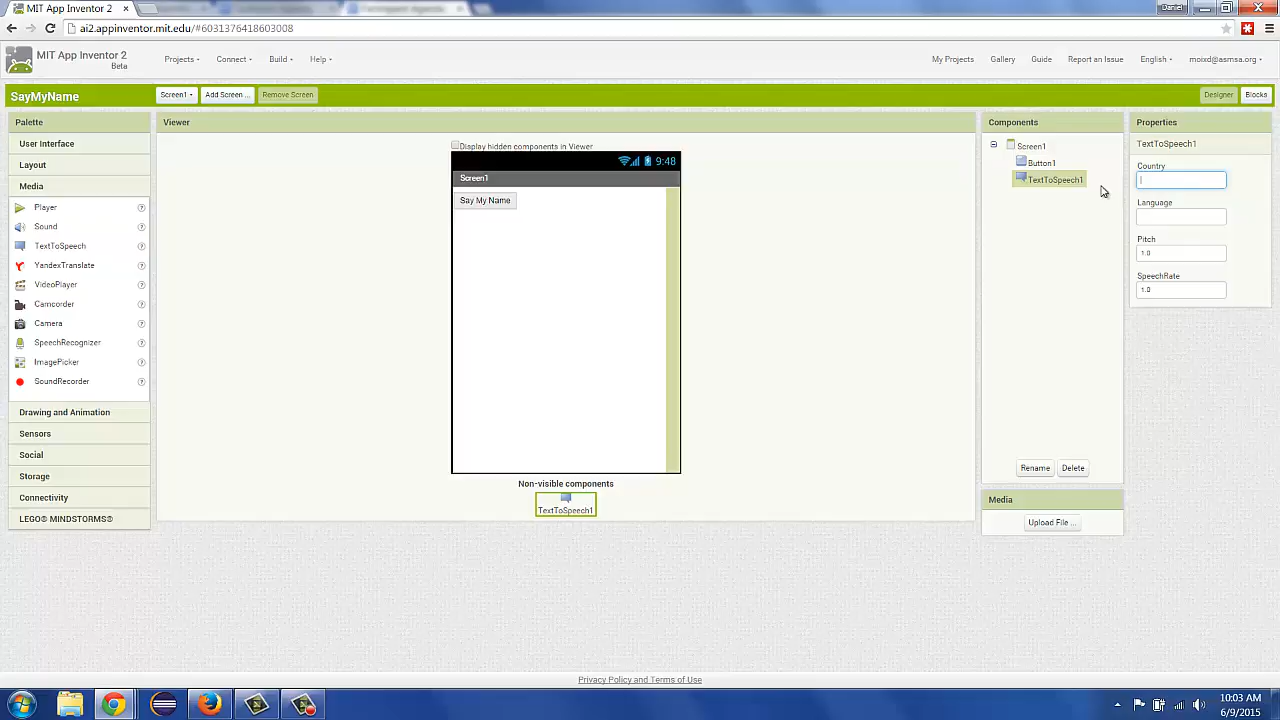 MIT App Inventor 2
Daniel
ai2.appinventor.mit.edu/#6031376418603008
MIT App Inventor 2
Beta
Projects
Connect
Build
Help
My Projects
Gallery
Guide
Report an Issue
English
moixd@asmsa.org
SayMyName
Screen1
Add Screen ...
Remove Screen
Designer
Blocks
Palette
User Interface
Layout
Media
Player
Sound
TextToSpeech
YandexTranslate
VideoPlayer
Camcorder
Camera
SpeechRecognizer
ImagePicker
SoundRecorder
Drawing and Animation
Sensors
Social
Storage
Connectivity
LEGO® MINDSTORMS®
Viewer
Display hidden components in Viewer
9:48
Screen1
Say My Name
Non-visible components
TextToSpeech1
Components
Screen1
Button1
TextToSpeech1
Rename
Delete
Media
Upload File ...
Properties
TextToSpeech1
Country
Language
Pitch
1.0
SpeechRate
1.0
Privacy Policy and Terms of Use
10:03 AM
6/9/2015